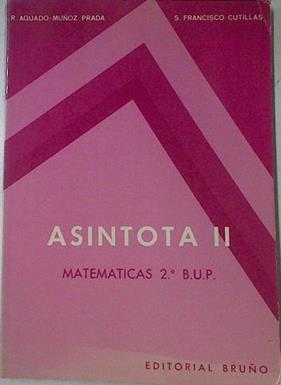 R. AGUADO-MUÑOZ PRADA
S. FRANCISCO CUTILLAS
ASINTOTA II
MATEMATICAS 2.º B.U.P.
EDITORIAL BRUÑO